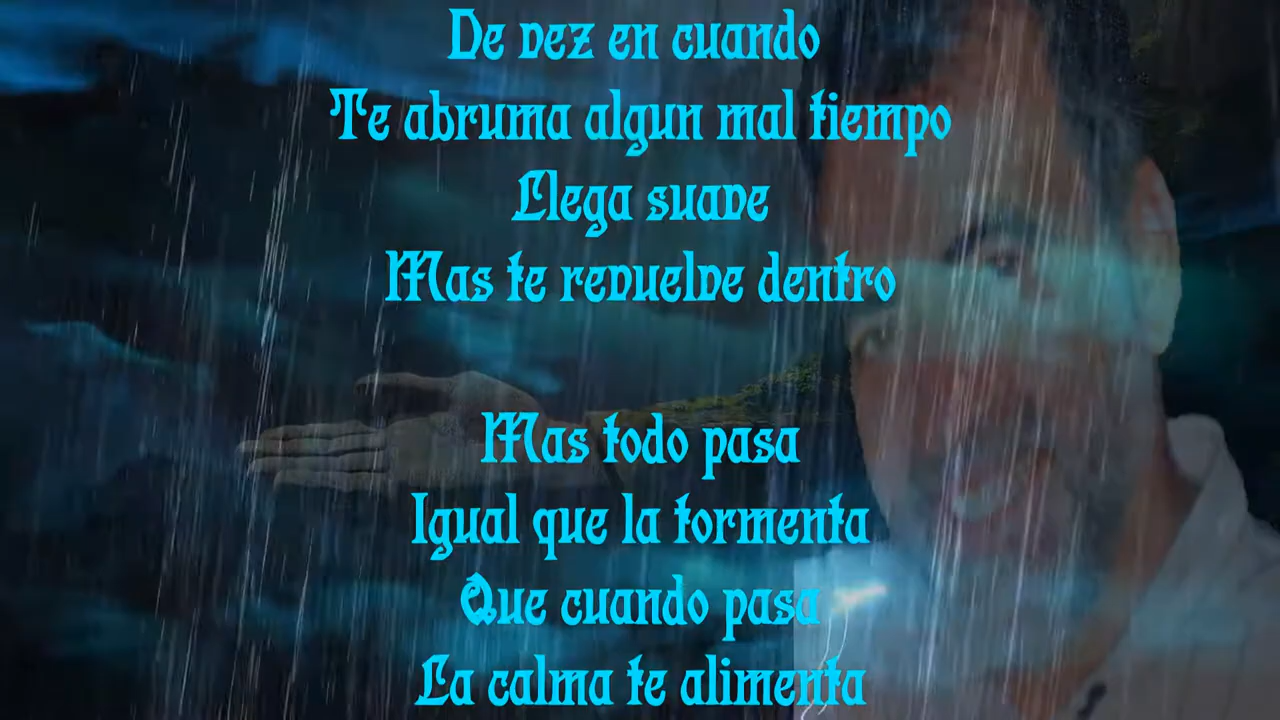 De vez en cuando
Te abruma algun mal tiempo
Llega suave
Mas te revuelve dentro
Mas todo pasa
Igual que la tormenta
Que cuando pasa
La calma te alimenta